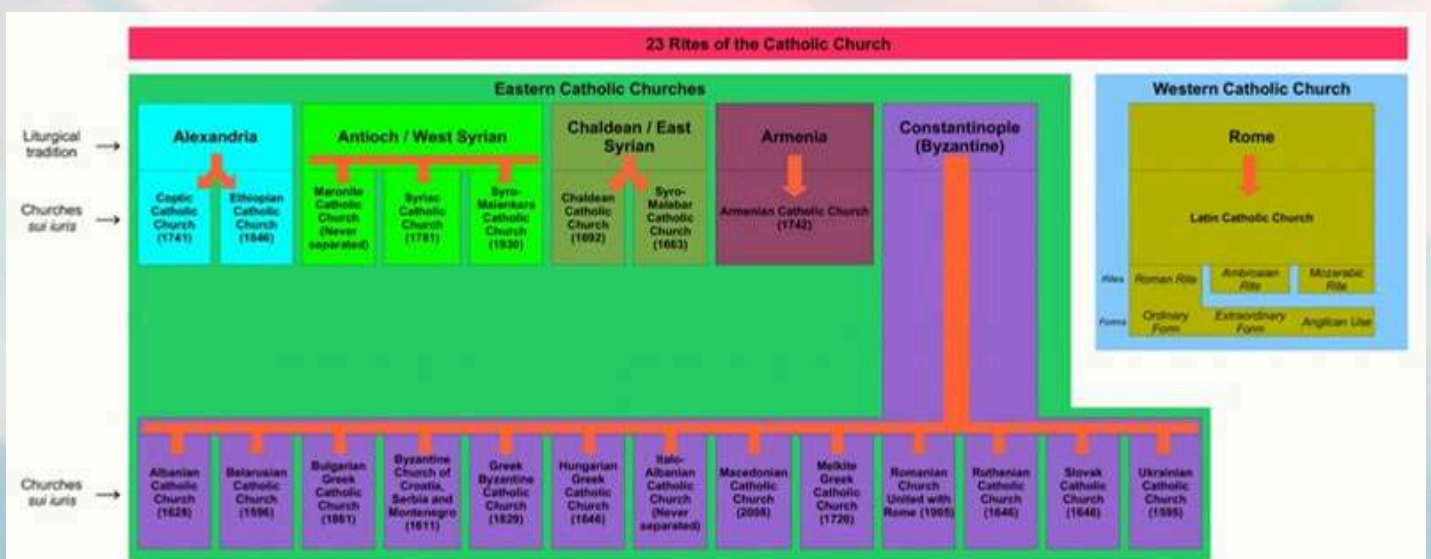 23 Rites of the Catholic Church
Eastern Catholic Churches
Western Catholic Church
Liturgical
tradition
Alexandria
Antioch / West Syrian
Chaldean / East
Syrian
Armenia
Constantinople
(Byzantine)
Rome
Churches
sui iuris
Coptic
Catholic
Church
(1741)
Ethiopian
Catholic
Church
(1846)
Maronite
Catholic
Church
(Never
separated)
Syriac
Catholic
Church
(1781)
Syro-
Malankara
Catholic
Church
(1930)
Chaldean
Catholic
Church
(1692)
Syro-
Malabar
Catholic
Church
(1663)
Armenian Catholic Church
(1742)
Latin Catholic Church
Rites
Roman Rite
Ambrosian
Rite
Mozarabic
Rite
Forms
Ordinary
Form
Extraordinary
Form
Anglican Use
Churches
sui iuris
Albanian
Catholic
Church
(1628)
Belarusian
Catholic
Church
(1596)
Bulgarian
Greek
Catholic
Church
(1861)
Byzantine
Church of
Croatia,
Serbia and
Montenegro
(1611)
Greek
Byzantine
Catholic
Church
(1829)
Hungarian
Greek
Catholic
Church
(1646)
Italo-
Albanian
Catholic
Church
(Never
separated)
Macedonian
Catholic
Church
Melkite
Greek
Catholic
Church
(1726)
Romanian
Church
United with
Rome
Ruthenian
Catholic
Church
(1646)
Slovak
Catholic
Church
(1646)
Ukrainian
Catholic
Church
(1595)